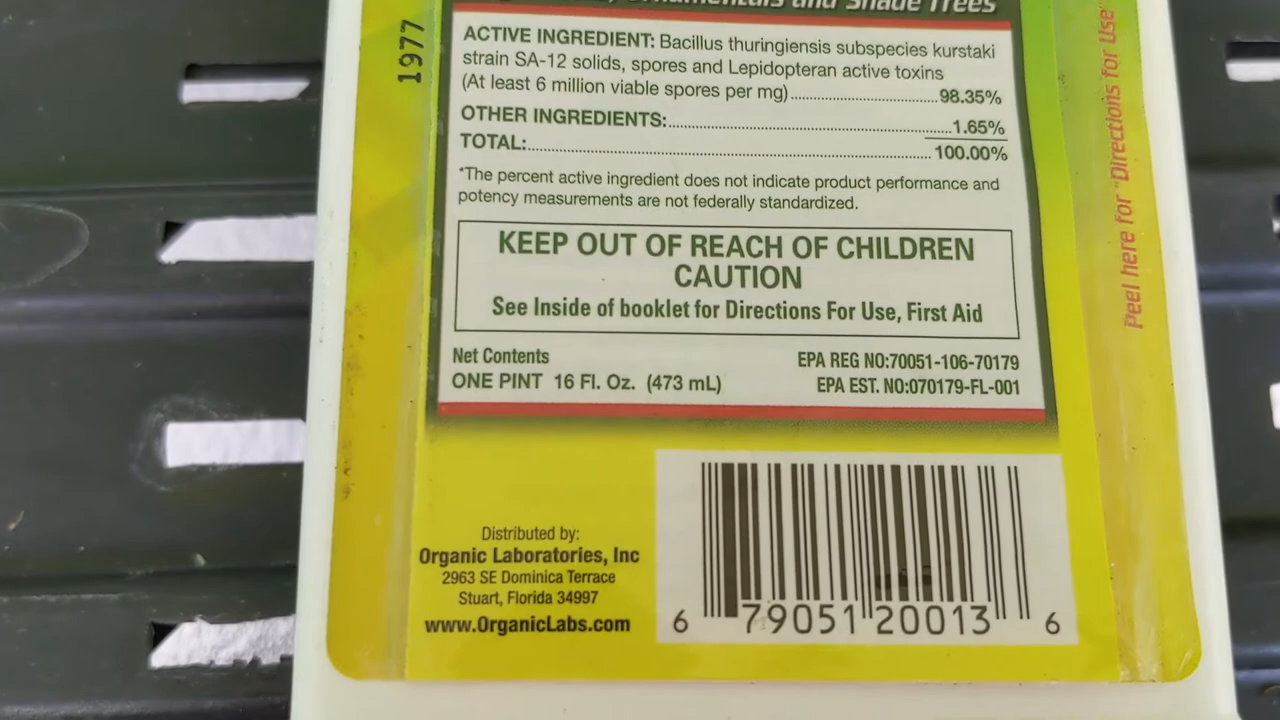 and Shade Trees
1977
ACTIVE INGREDIENT: Bacillus thuringiensis subspecies kurstaki
strain SA-12 solids, spores and Lepidopteran active toxins
(At least 6 million viable spores per mg)..............................98.35%
OTHER INGREDIENTS:............................................................1.65%
TOTAL:..............................................................................100.00%
*The percent active ingredient does not indicate product performance and
potency measurements are not federally standardized.
KEEP OUT OF REACH OF CHILDREN
CAUTION
See Inside of booklet for Directions For Use, First Aid
Net Contents
ONE PINT 16 Fl. Oz. (473 mL)
EPA REG NO:70051-106-70179
EPA EST. NO:070179-FL-001
Peel here for "Directions for Use"
Distributed by:
Organic Laboratories, Inc
2963 SE Dominica Terrace
Stuart, Florida 34997
www.OrganicLabs.com
6 79051 20013 6